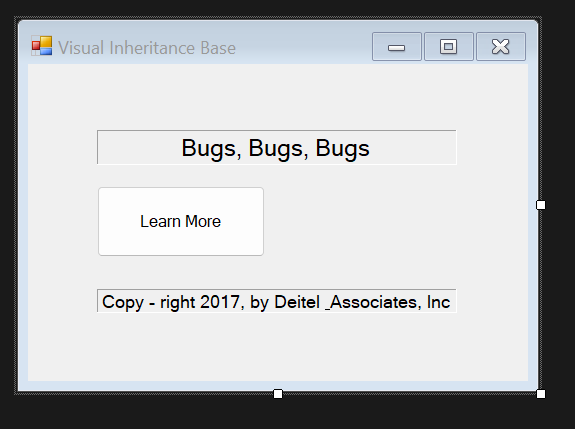 Visual Inheritance Base
Bugs, Bugs, Bugs
Learn More
Copy - right 2017, by Deitel _Associates, Inc